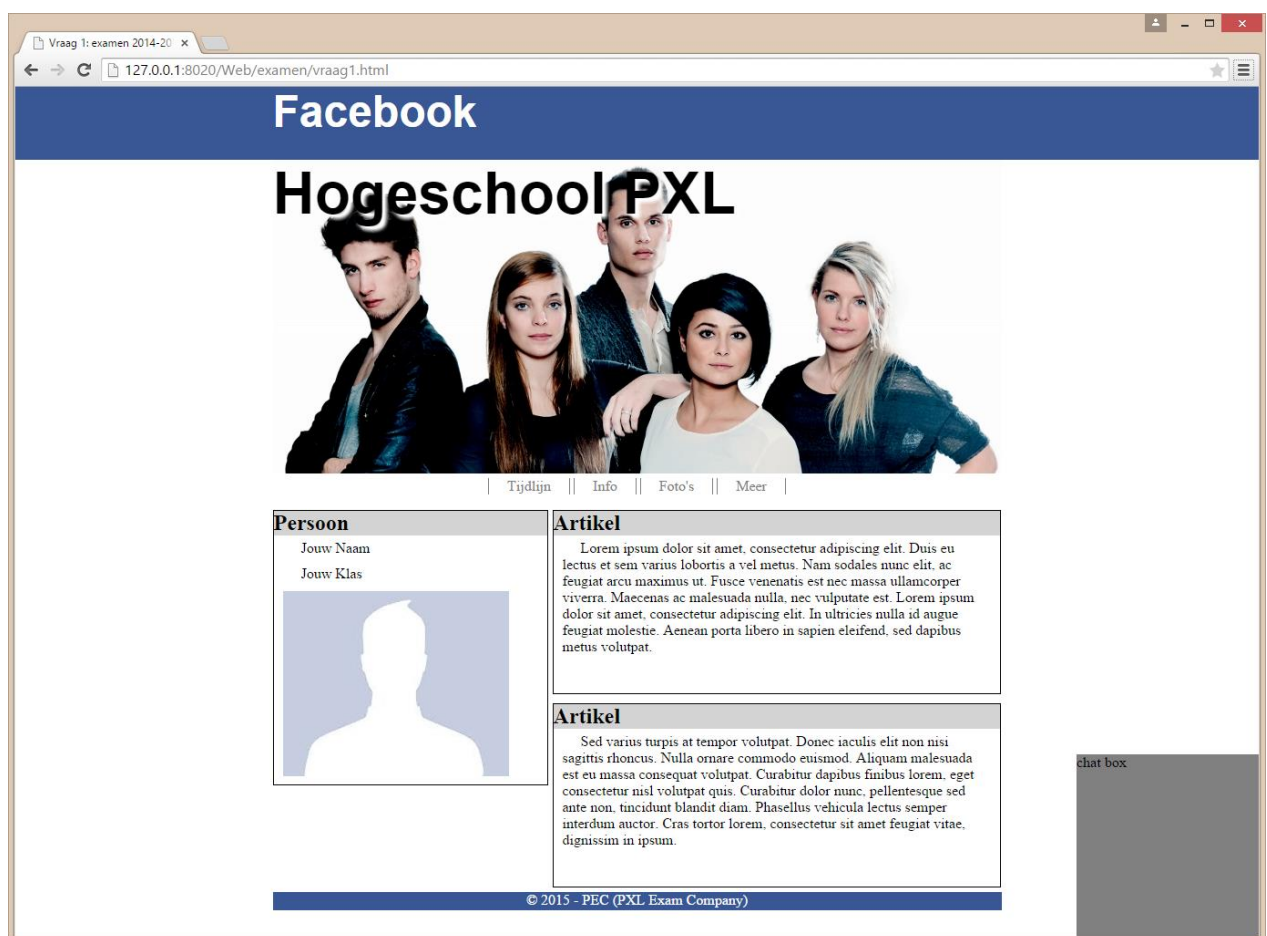 Vraag 1: examen 2014-20
127.0.0.1:8020/Web/examen/vraag1.html
Facebook
Hogeschool PXL
Tijdlijn
Info
Foto's
Meer
Persoon
Jouw Naam
Jouw Klas
Artikel
Lorem ipsum dolor sit amet, consectetur adipiscing elit. Duis eu
lectus et sem varius lobortis a vel metus. Nam sodales nunc elit, ac
feugiat arcu maximus ut. Fusce venenatis est nec massa ullamcorper
viverra. Maecenas ac malesuada nulla, nec vulputate est. Lorem ipsum
dolor sit amet, consectetur adipiscing elit. In ultricies nulla id augue
feugiat molestie. Aenean porta libero in sapien eleifend, sed dapibus
metus volutpat.
Artikel
Sed varius turpis at tempor volutpat. Donec iaculis elit non nisi
sagittis rhoncus. Nulla ornare commodo euismod. Aliquam malesuada
est eu massa consequat volutpat. Curabitur dapibus finibus lorem, eget
consectetur nisl volutpat quis. Curabitur dolor nunc, pellentesque sed
ante non, tincidunt blandit diam. Phasellus vehicula lectus semper
interdum auctor. Cras tortor lorem, consectetur sit amet feugiat vitae,
dignissim in ipsum.
chat box
© 2015 - PEC (PXL Exam Company)